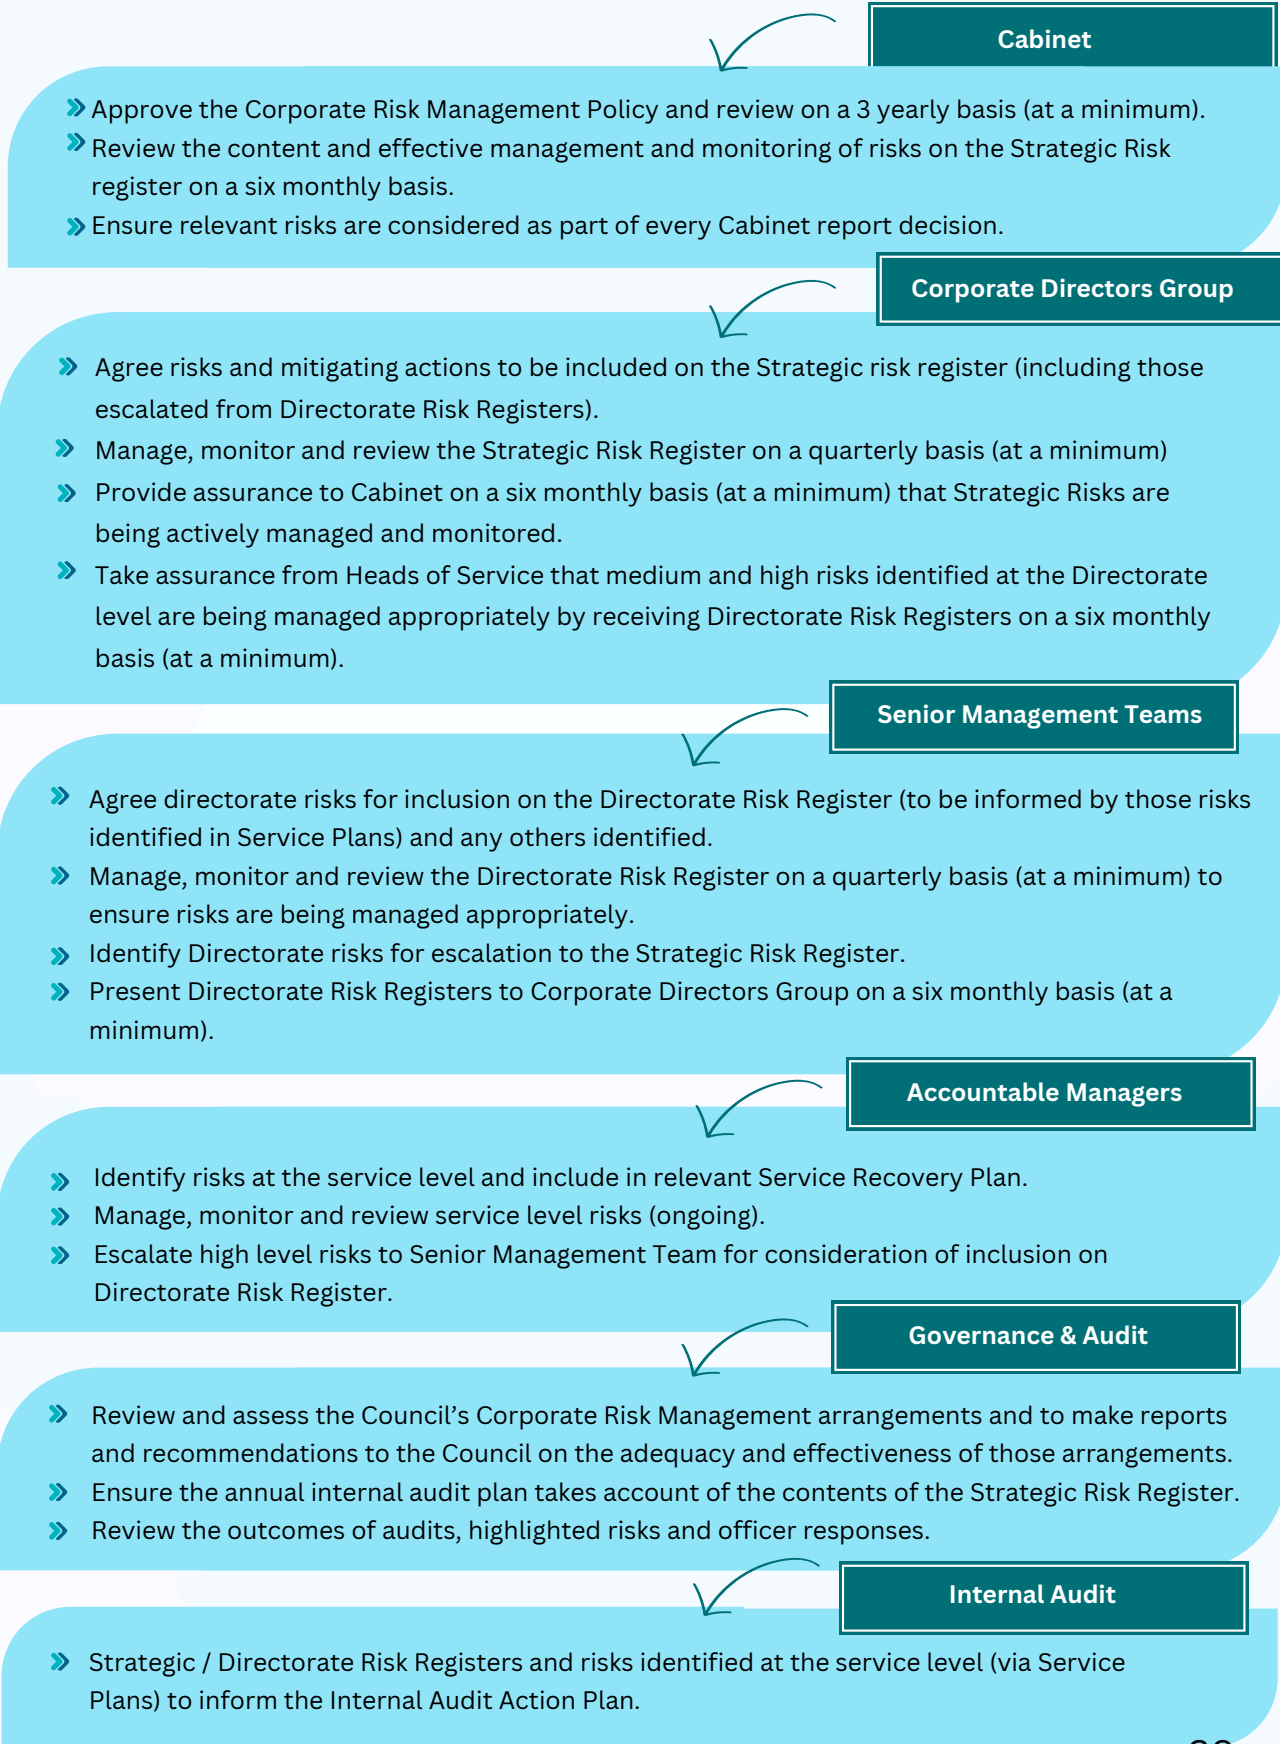 Cabinet
Approve the Corporate Risk Management Policy and review on a 3 yearly basis (at a minimum).
Review the content and effective management and monitoring of risks on the Strategic Risk
register on a six monthly basis.
Ensure relevant risks are considered as part of every Cabinet report decision.
Corporate Directors Group
Agree risks and mitigating actions to be included on the Strategic risk register (including those
escalated from Directorate Risk Registers).
Manage, monitor and review the Strategic Risk Register on a quarterly basis (at a minimum)
Provide assurance to Cabinet on a six monthly basis (at a minimum) that Strategic Risks are
being actively managed and monitored.
Take assurance from Heads of Service that medium and high risks identified at the Directorate
level are being managed appropriately by receiving Directorate Risk Registers on a six monthly
basis (at a minimum).
Senior Management Teams
Agree directorate risks for inclusion on the Directorate Risk Register (to be informed by those risks
identified in Service Plans) and any others identified.
Manage, monitor and review the Directorate Risk Register on a quarterly basis (at a minimum) to
ensure risks are being managed appropriately.
Identify Directorate risks for escalation to the Strategic Risk Register.
Present Directorate Risk Registers to Corporate Directors Group on a six monthly basis (at a
minimum).
Accountable Managers
Identify risks at the service level and include in relevant Service Recovery Plan.
Manage, monitor and review service level risks (ongoing).
Escalate high level risks to Senior Management Team for consideration of inclusion on
Directorate Risk Register.
Governance & Audit
Review and assess the Council’s Corporate Risk Management arrangements and to make reports
and recommendations to the Council on the adequacy and effectiveness of those arrangements.
Ensure the annual internal audit plan takes account of the contents of the Strategic Risk Register.
Review the outcomes of audits, highlighted risks and officer responses.
Internal Audit
Strategic / Directorate Risk Registers and risks identified at the service level (via Service
Plans) to inform the Internal Audit Action Plan.